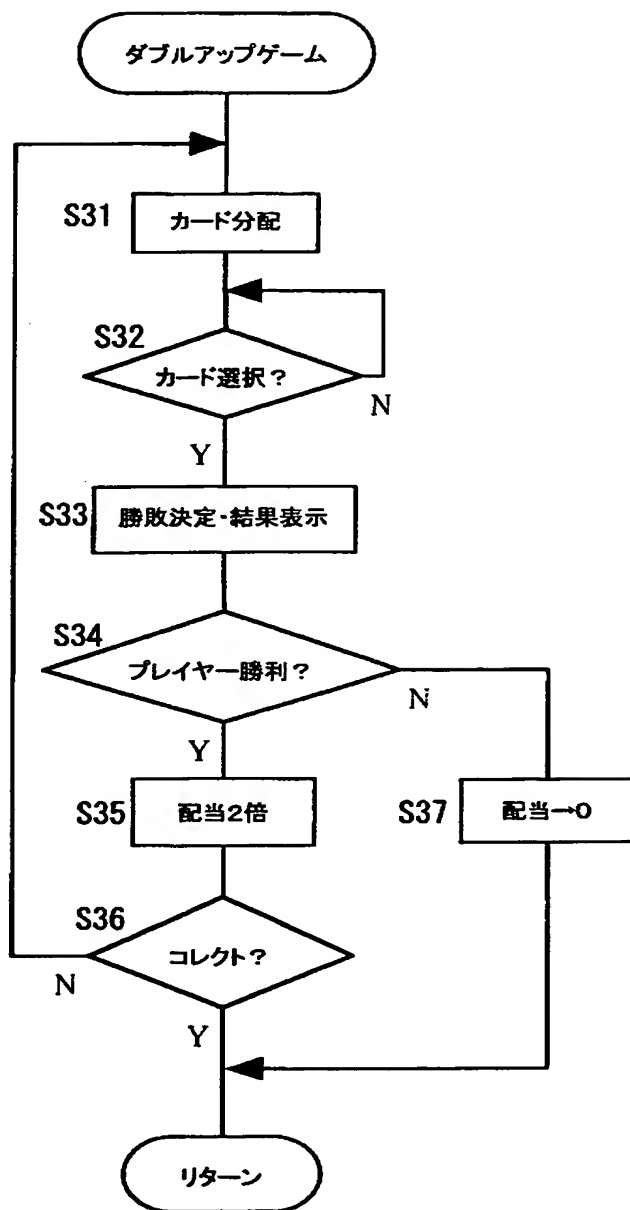 ダブルアップゲーム
S31
カード分配
S32
カード選択？
N
Y
S33
勝敗決定・結果表示
S34
プレイヤー勝利？
N
Y
S35
配当2倍
S37
配当→0
S36
コレクト？
N
Y
リターン